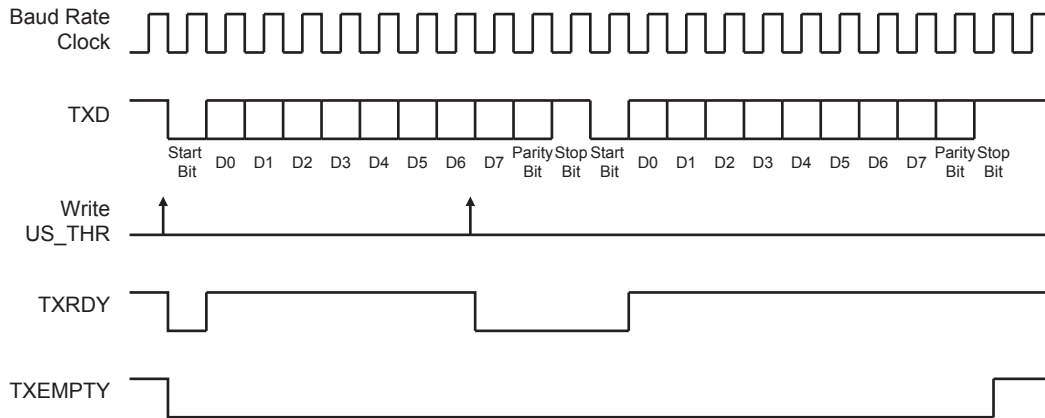 Baud Rate
Clock
TXD
Start
Bit D0 D1 D2 D3 D4 D5 D6 D7 Parity
Bit Stop
Bit Start
Bit D0 D1 D2 D3 D4 D5 D6 D7 Parity
Bit Stop
Bit
Write
US_THR
TXRDY
TXEMPTY